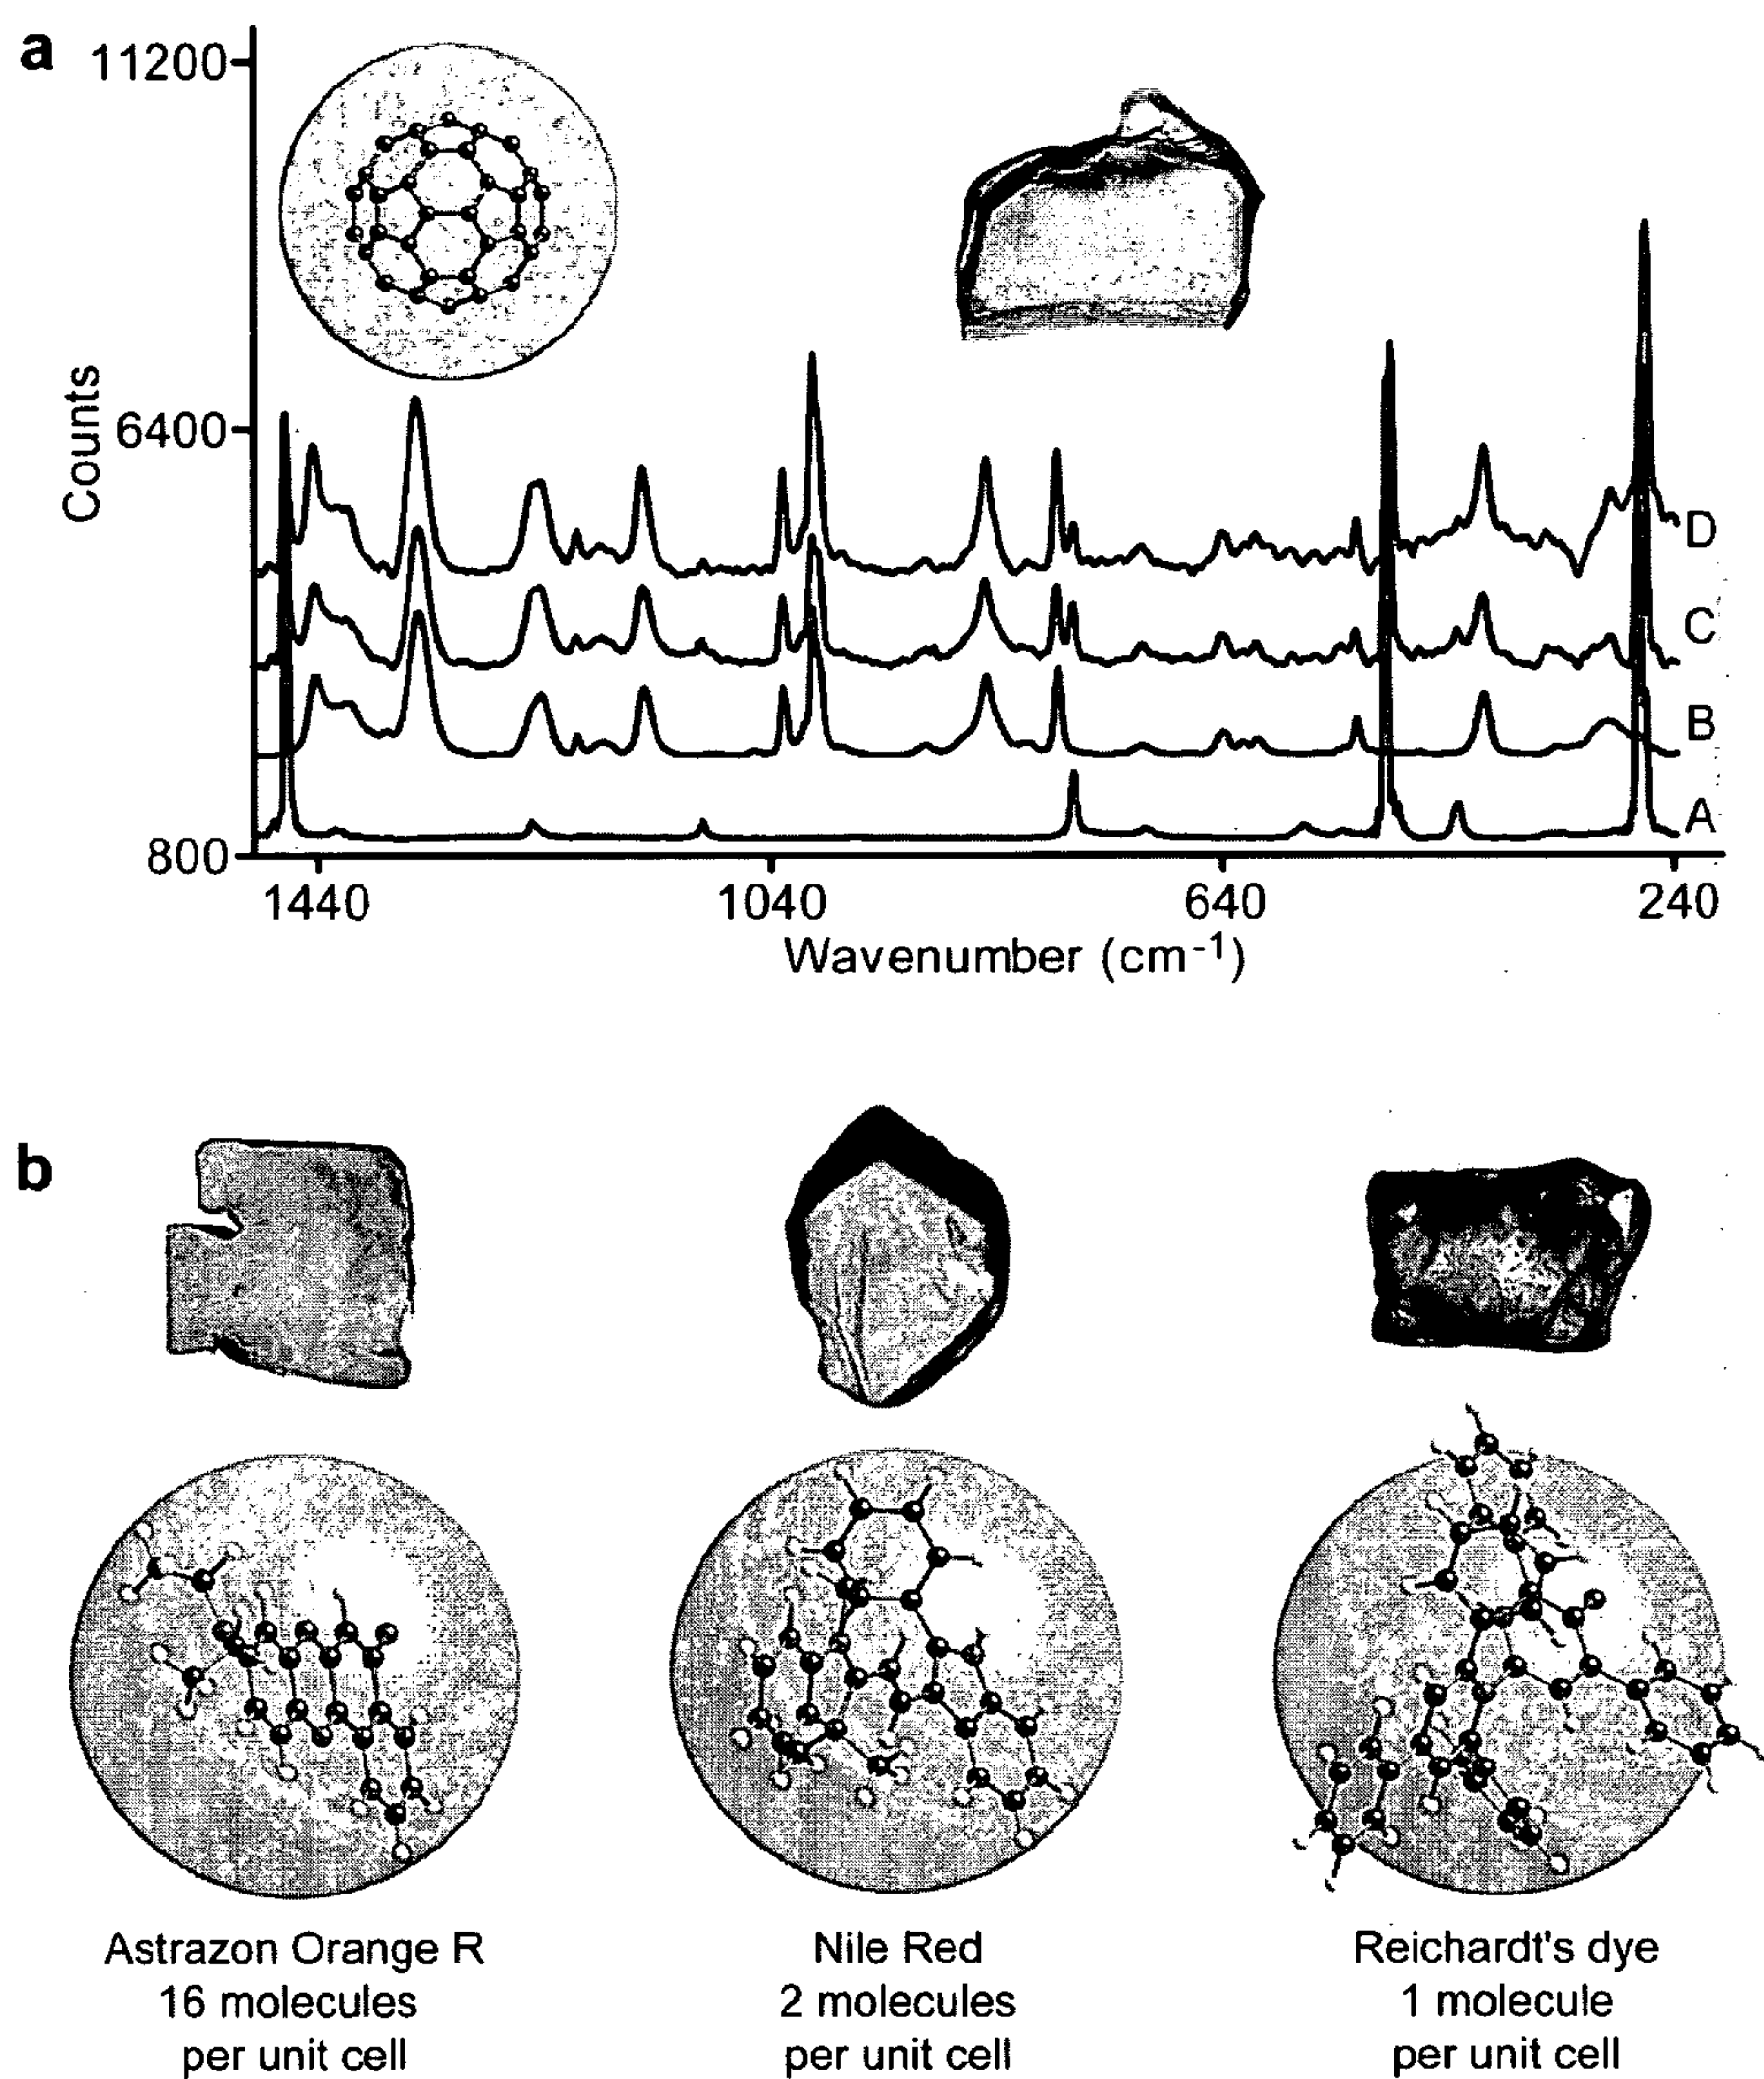 a
11200
6400
Counts
D
C
B
A
800
1440
1040
640
240
Wavenumber (cm⁻¹)
b
Astrazon Orange R
16 molecules
per unit cell
Nile Red
2 molecules
per unit cell
Reichardt's dye
1 molecule
per unit cell